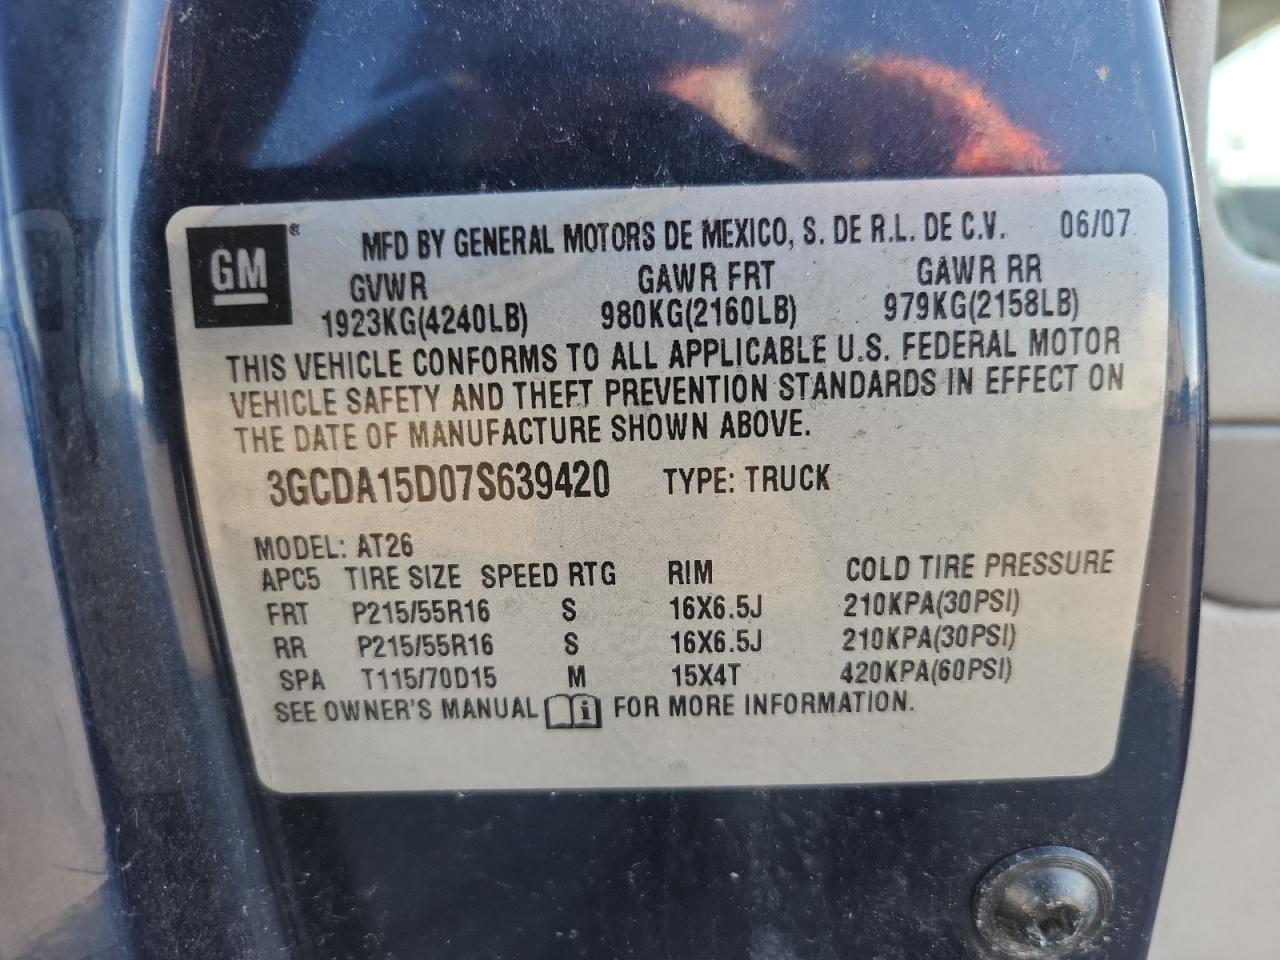 GM ® MFD BY GENERAL MOTORS DE MEXICO, S. DE R.L. DE C.V. 06/07
GVWR GAWR FRT GAWR RR
1923KG(4240LB) 980KG(2160LB) 979KG(2158LB)
THIS VEHICLE CONFORMS TO ALL APPLICABLE U.S. FEDERAL MOTOR
VEHICLE SAFETY AND THEFT PREVENTION STANDARDS IN EFFECT ON
THE DATE OF MANUFACTURE SHOWN ABOVE.
3GCDA15D07S639420 TYPE: TRUCK
MODEL: AT26
APC5 TIRE SIZE SPEED RTG RIM COLD TIRE PRESSURE
FRT P215/55R16 S 16X6.5J 210KPA(30PSI)
RR P215/55R16 S 16X6.5J 210KPA(30PSI)
SPA T115/70D15 M 15X4T 420KPA(60PSI)
SEE OWNER'S MANUAL i FOR MORE INFORMATION.